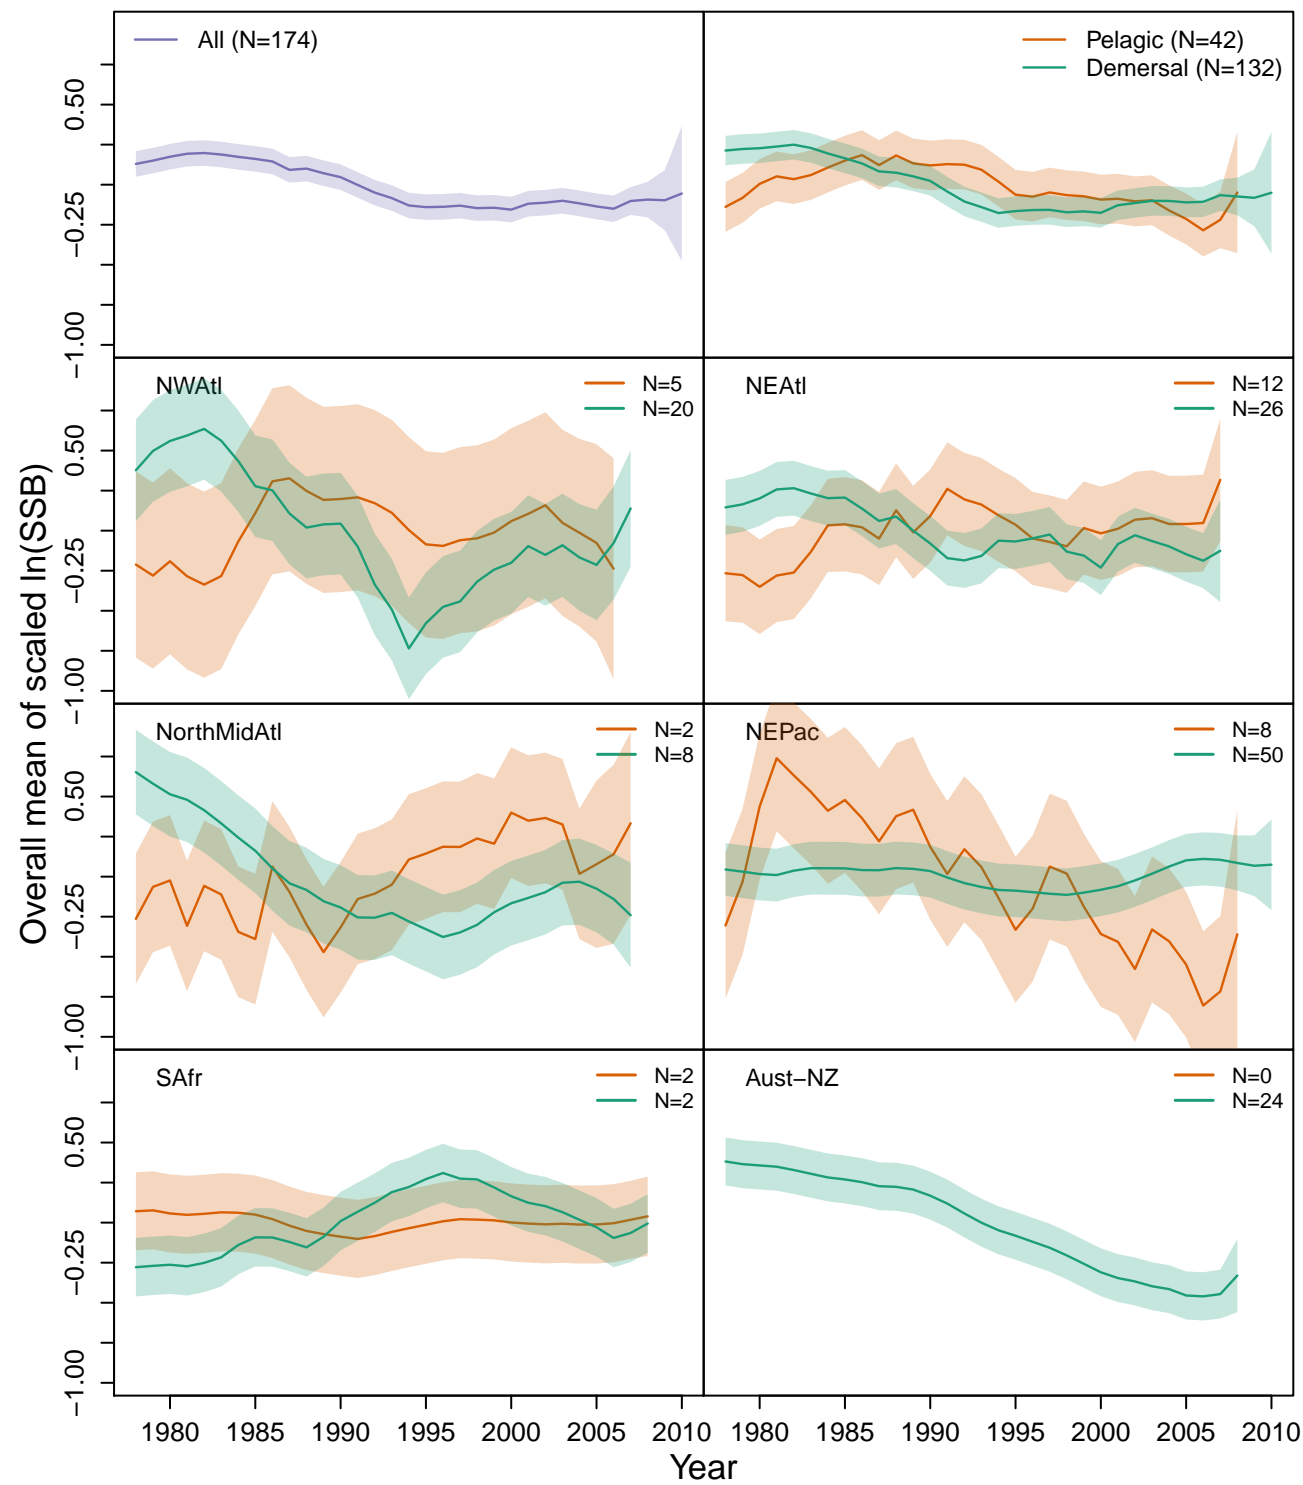 All (N=174)
Pelagic (N=42)
Demersal (N=132)
0.50
−0.25
−1.00
NWAtl
N=5
N=20
NEAtl
N=12
N=26
0.50
−0.25
−1.00
NorthMidAtl
N=2
N=8
NEPac
N=8
N=50
0.50
−0.25
−1.00
SAfr
N=2
N=2
Aust−NZ
N=0
N=24
0.50
−0.25
−1.00
Overall mean of scaled ln(SSB)
1980 1985 1990 1995 2000 2005 2010 1980 1985 1990 1995 2000 2005 2010
Year